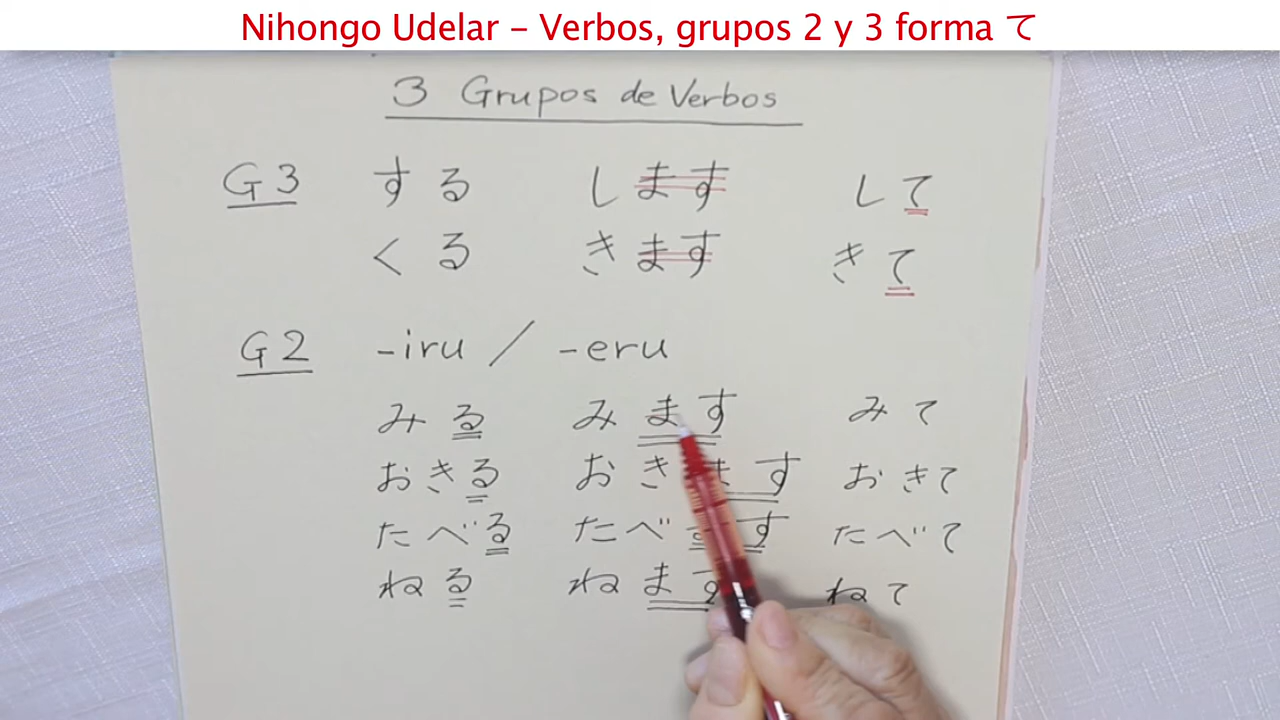 Nihongo Udelar - Verbos, grupos 2 y 3 forma て
3 Grupos de Verbos
G3 する します して
くる きます きて
G2 -iru / -eru
みる みます みて
おきる おきます おきて
たべる たべます たべて
ねる ねます ねて